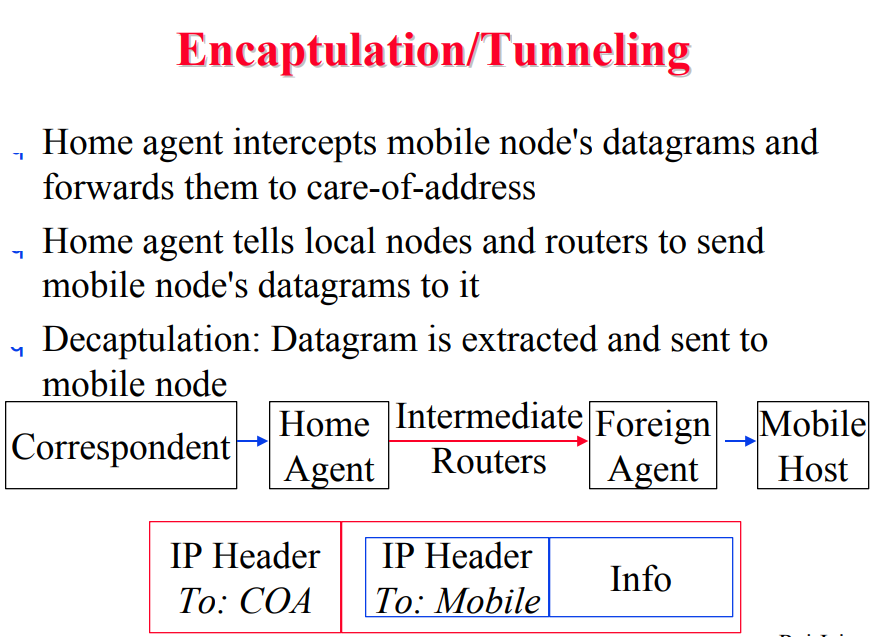 Encaptulation/Tunneling
Home agent intercepts mobile node's datagrams and
forwards them to care-of-address
Home agent tells local nodes and routers to send
mobile node's datagrams to it
Decaptulation: Datagram is extracted and sent to
mobile node
Correspondent
Home
Agent
Intermediate
Routers
Foreign
Agent
Mobile
Host
IP Header
To: COA
IP Header
To: Mobile
Info